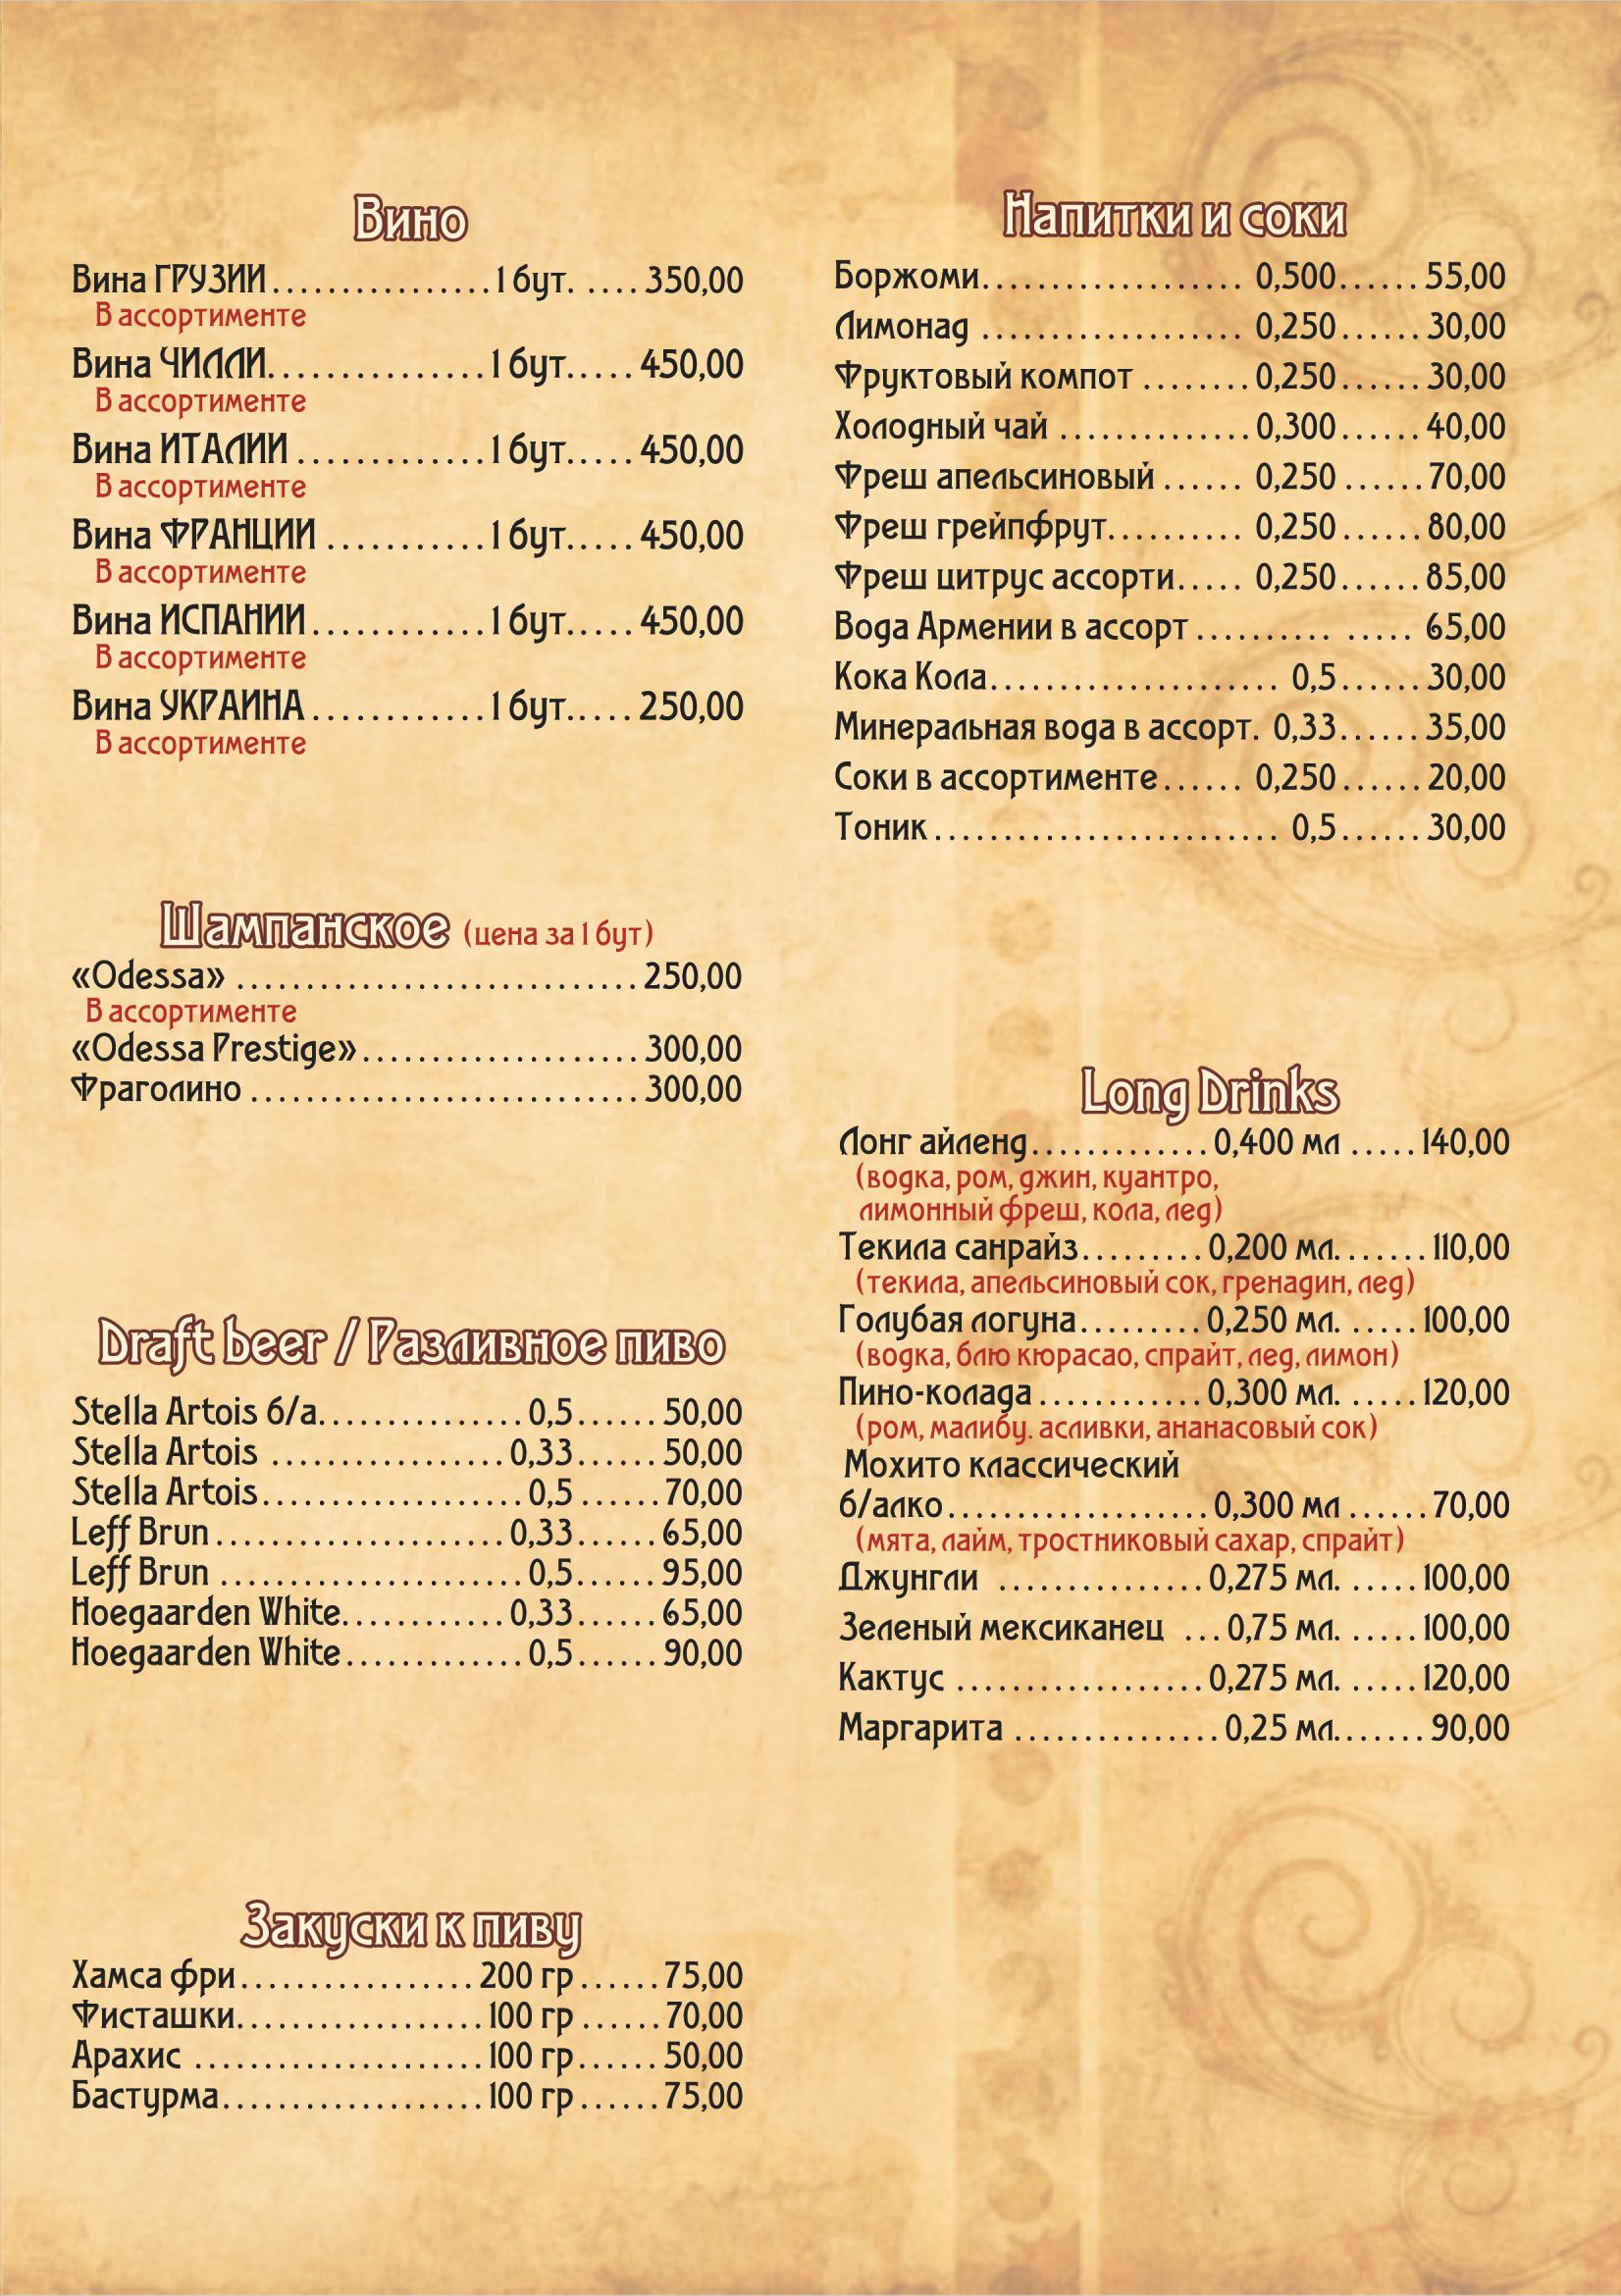 Вино
Вина ГРУЗИИ................1 бут. ....350,00
В ассортименте
Вина ЧИЛЛИ................1 бут.....450,00
В ассортименте
Вина ИТАЛИИ ..............1 бут.....450,00
В ассортименте
Вина ФРАНЦИИ ............1 бут.....450,00
В ассортименте
Вина ИСПАНИИ.............1 бут.....450,00
В ассортименте
Вина УКРАИНА.............1 бут.....250,00
В ассортименте
Шампанское (цена за 1 бут)
«Odessa» .............................250,00
В ассортименте
«Odessa Prestige»....................300,00
Фраголино ............................300,00
Draft beer / Разливное пиво
Stella Artois б/а...............0,5......50,00
Stella Artois .................0,33......50,00
Stella Artois...................0,5 ......70,00
Leff Brun.....................0,33......65,00
Leff Brun ......................0,5......95,00
Hoegaarden White............0,33......65,00
Hoegaarden White.............0,5......90,00
Закуски к пиву
Хамса фри.................200 гр......75,00
Фисташки..................100 гр ......70,00
Арахис .....................100 гр......50,00
Бастурма...................100 гр......75,00
Напитки и соки
Боржоми................... 0,500......55,00
Лимонад ................... 0,250......30,00
Фруктовый компот ........0,250......30,00
Холодный чай ..............0,300......40,00
Фреш апельсиновый ...... 0,250 ......70,00
Фреш грейпфрут.......... 0,250......80,00
Фреш цитрус ассорти..... 0,250......85,00
Вода Армении в ассорт .......... ..... 65,00
Кока Кола..................... 0,5......30,00
Минеральная вода в ассорт. 0,33......35,00
Соки в ассортименте...... 0,250......20,00
Тоник......................... 0,5......30,00
Long Drinks
Лонг айленд.............0,400 мл .....140,00
(водка, ром, джин, куантро,
лимонный фреш, кола, лед)
Текила санрайз.........0,200 мл.......110,00
(текила, апельсиновый сок, гренадин, лед)
Голубая логуна.........0,250 мл. .....100,00
(водка, блю кюрасао, спрайт, лед, лимон)
Пино-колада............0,300 мл. .....120,00
(ром, малибу. асливки, ананасовый сок)
Мохито классический
б/алко...................0,300 мл ......70,00
(мята, лайм, тростниковый сахар, спрайт)
Джунгли ...............0,275 мл. .....100,00
Зеленый мексиканец ...0,75 мл. .....100,00
Кактус ..................0,275 мл. .....120,00
Маргарита ...............0,25 мл.......90,00